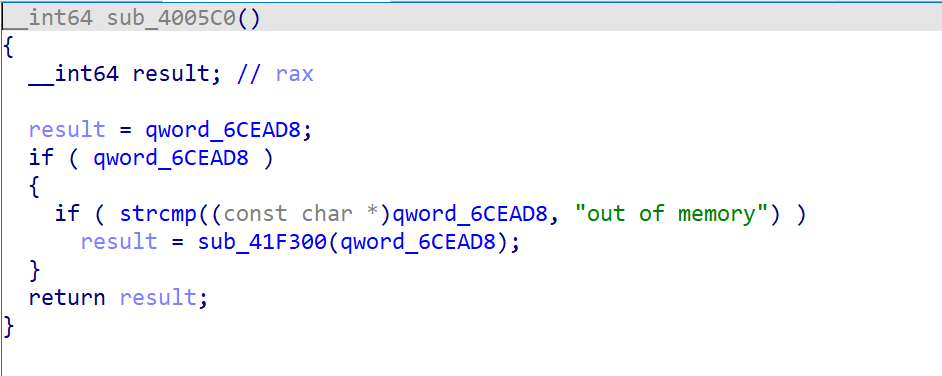 __int64 sub_4005C0()
{
  __int64 result; // rax

  result = qword_6CEAD8;
  if ( qword_6CEAD8 )
  {
    if ( strcmp((const char *)qword_6CEAD8, "out of memory") )
      result = sub_41F300(qword_6CEAD8);
  }
  return result;
}